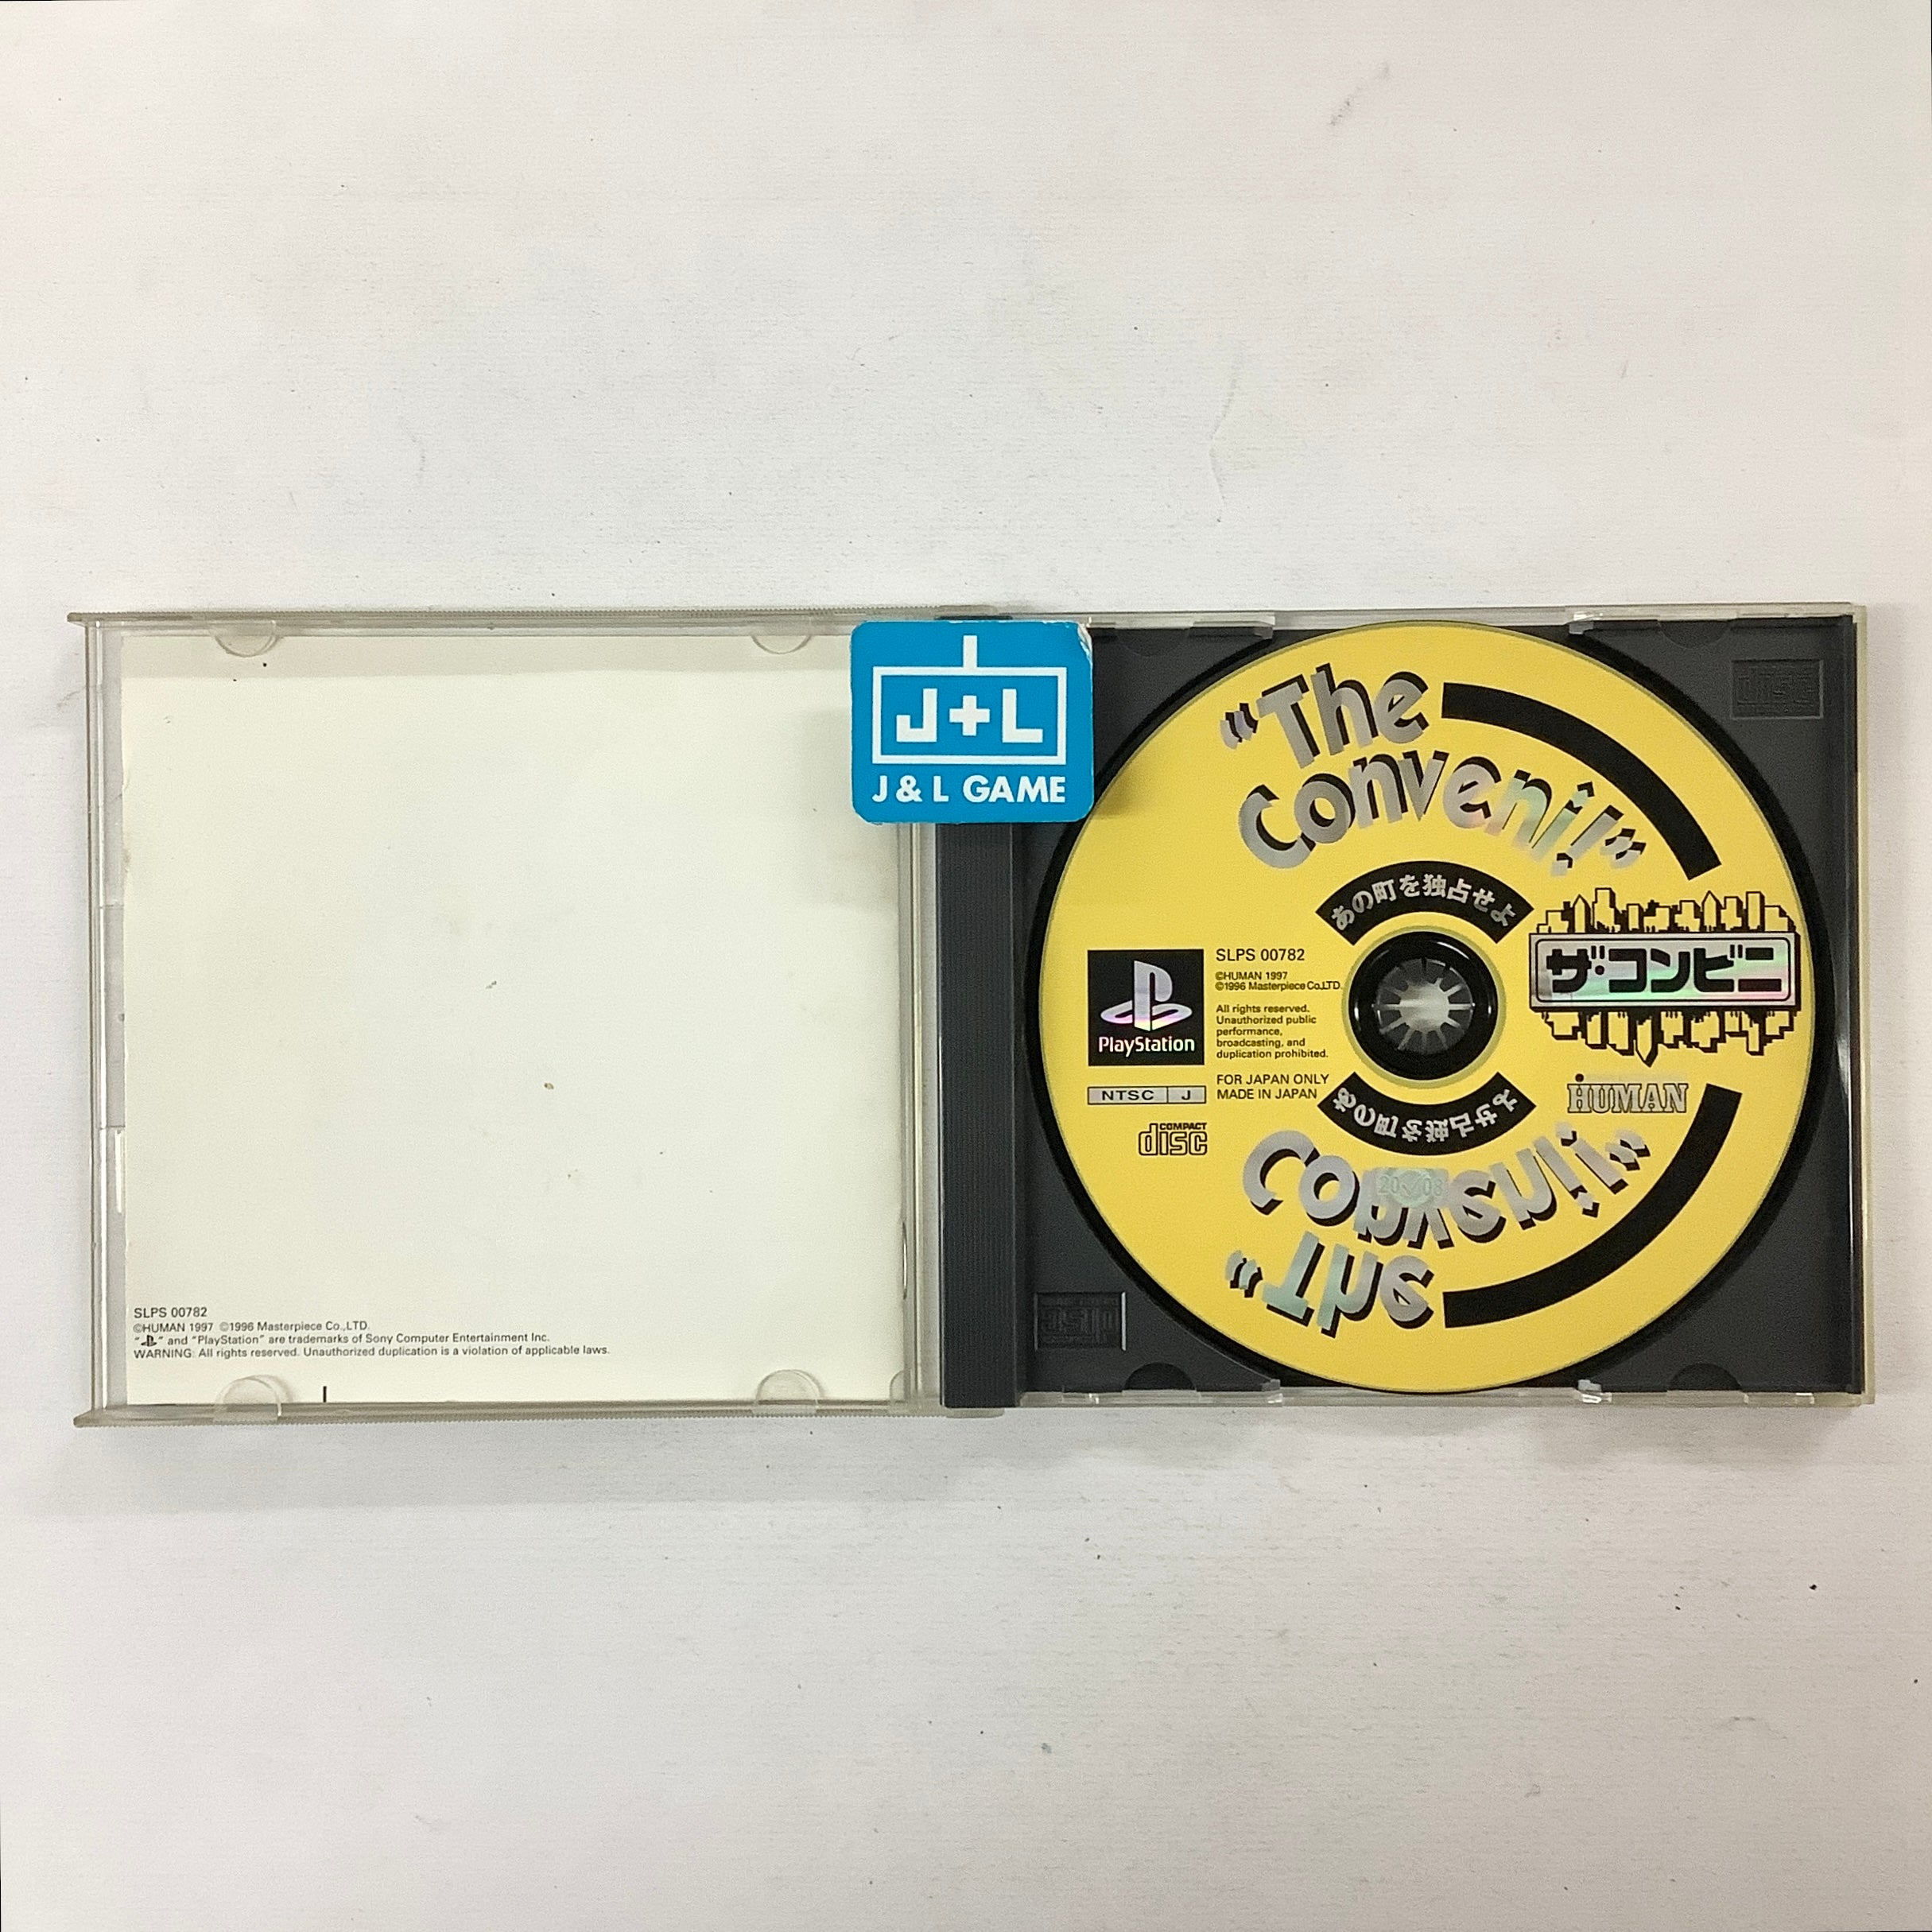 J+L
J & L GAME
SLPS 00782
©HUMAN 1997 ©1996 Masterpiece Co.,LTD.
" " and "PlayStation" are trademarks of Sony Computer Entertainment Inc.
WARNING: All rights reserved. Unauthorized duplication is a violation of applicable laws.
"The
Conveni!"
あの町を独占せよ
ザ・コンビニ
SLPS 00782
©HUMAN 1997
©1996 Masterpiece Co.,LTD.
All rights reserved.
Unauthorized public
performance,
broadcasting, and
duplication prohibited.
PlayStation
FOR JAPAN ONLY
MADE IN JAPAN
NTSC J
HUMAN
COMPACT
disc
あの町を独占せよ
Conveni!"
"The
20 08
disc
disc